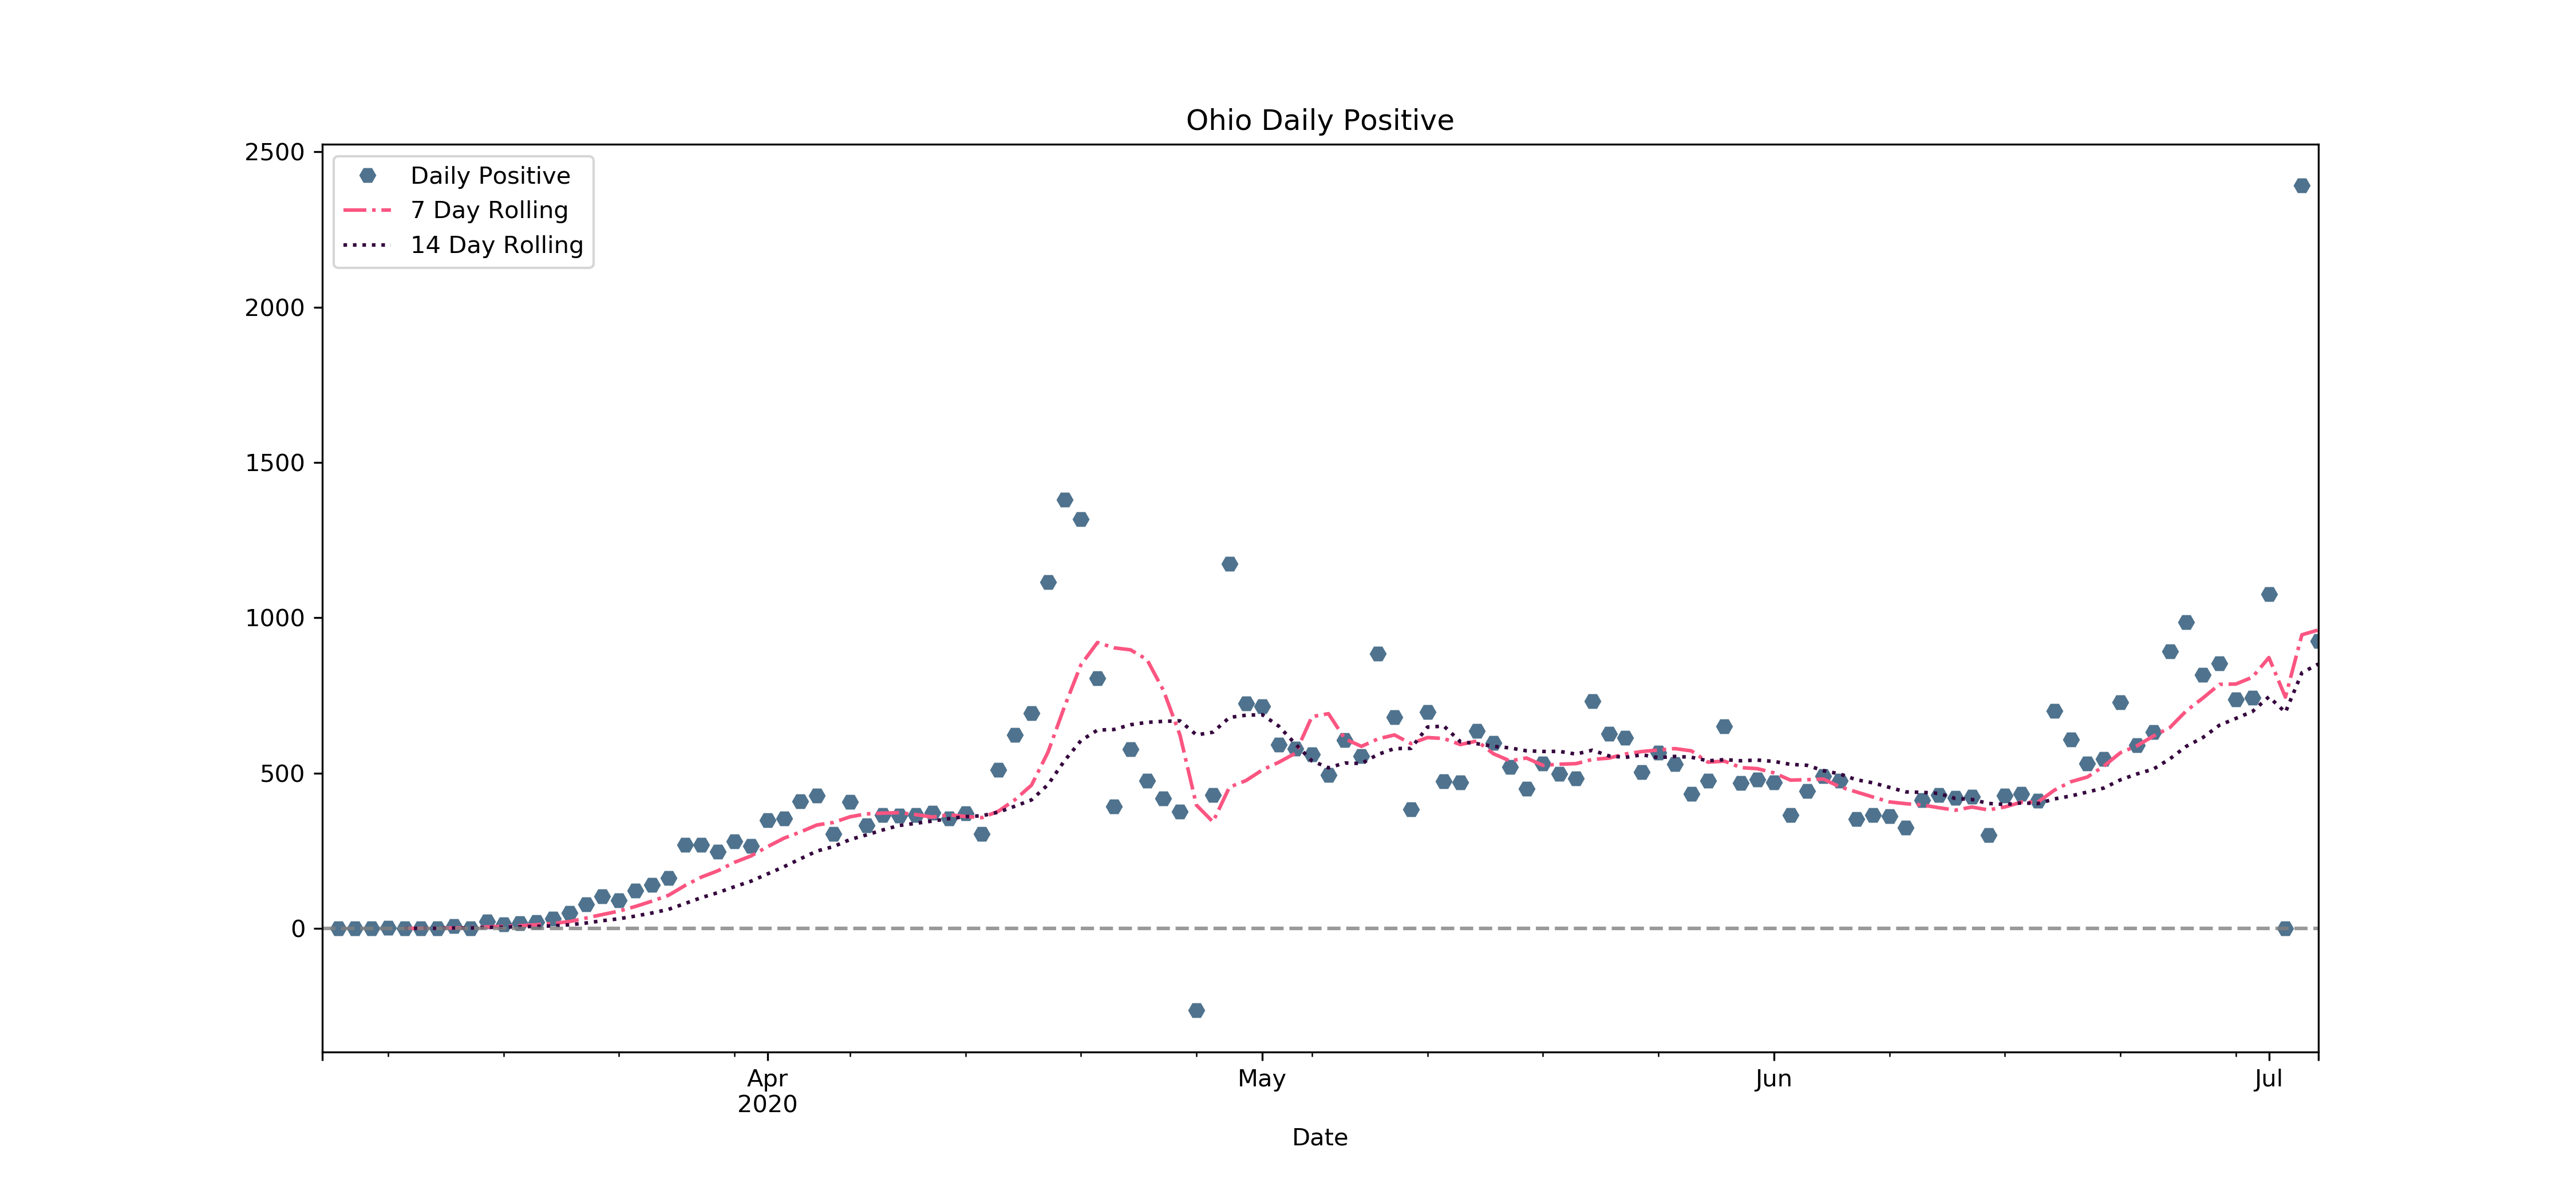 Ohio Daily Positive
2500
2000
1500
1000
500
0
Daily Positive
7 Day Rolling
14 Day Rolling
Apr
2020
May
Jun
Jul
Date